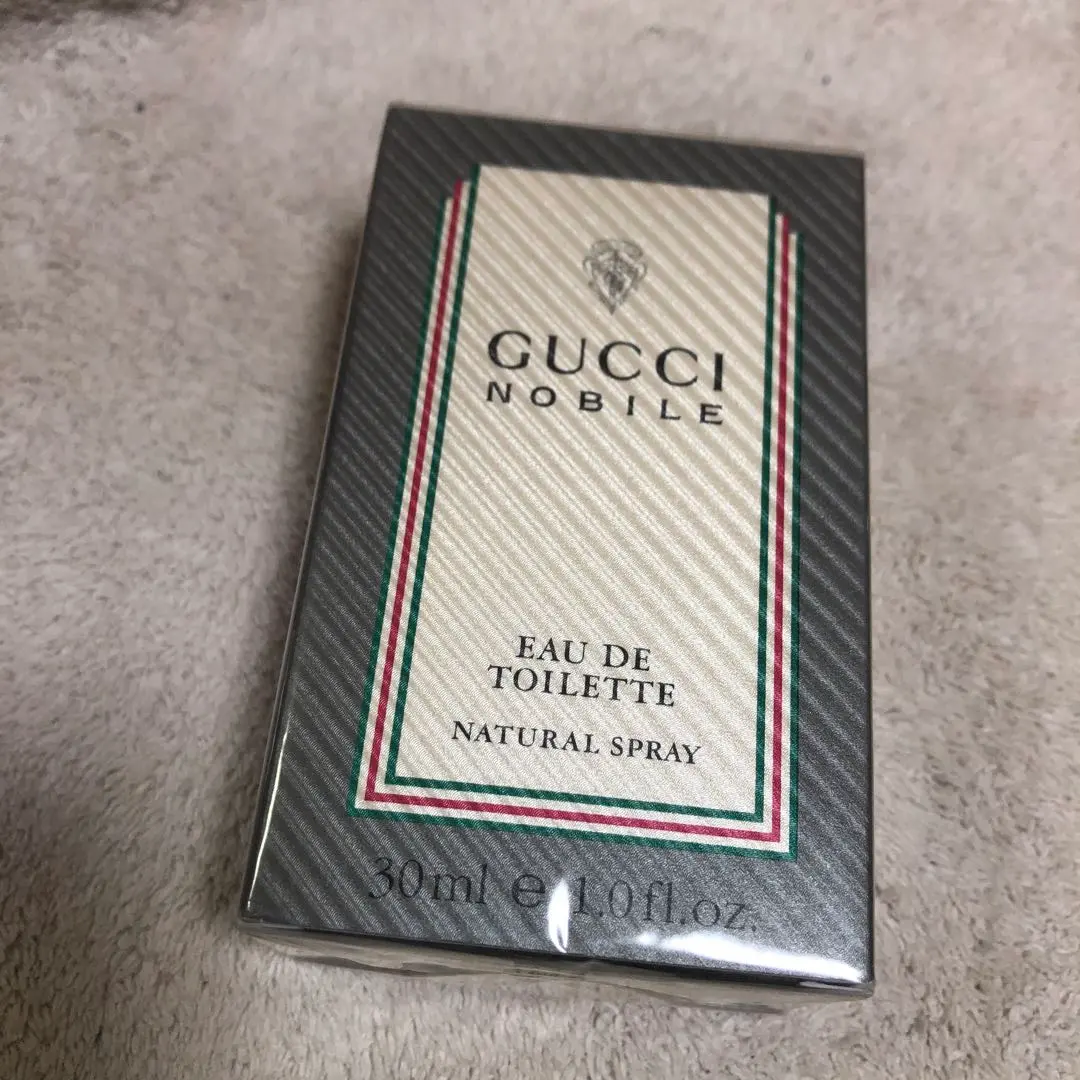 GUCCI
NOBILE
EAU DE
TOILETTE
NATURAL SPRAY
30ml e 1.0fl.oz.